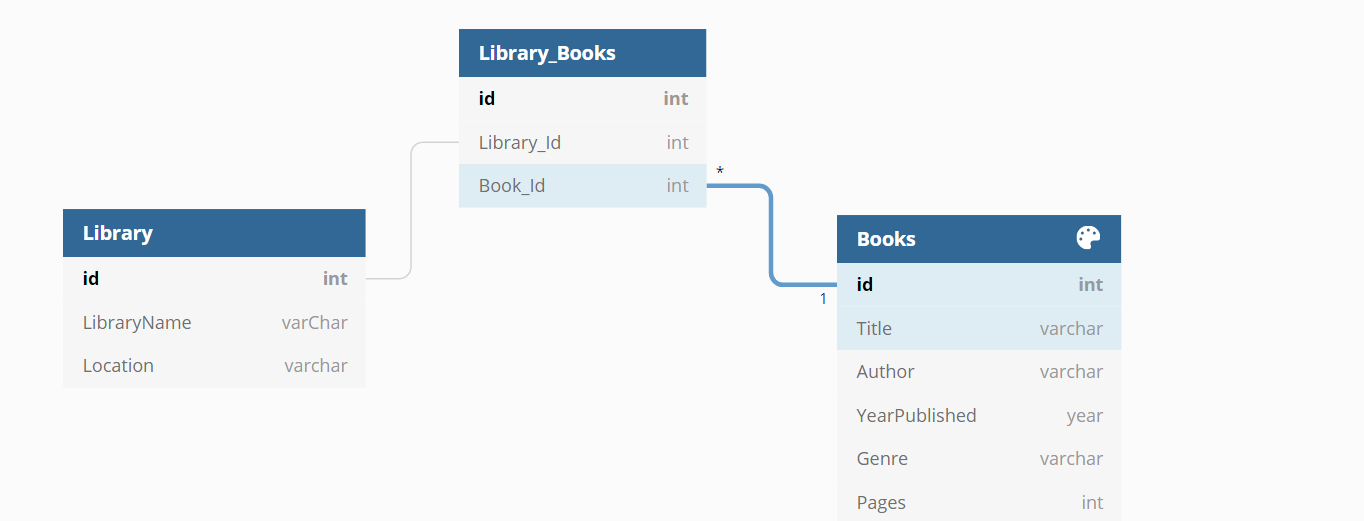 Library_Books
id int
Library_Id int
Book_Id int
*
Library
id int
LibraryName varChar
Location varchar
1
Books
id int
Title varchar
Author varchar
YearPublished year
Genre varchar
Pages int